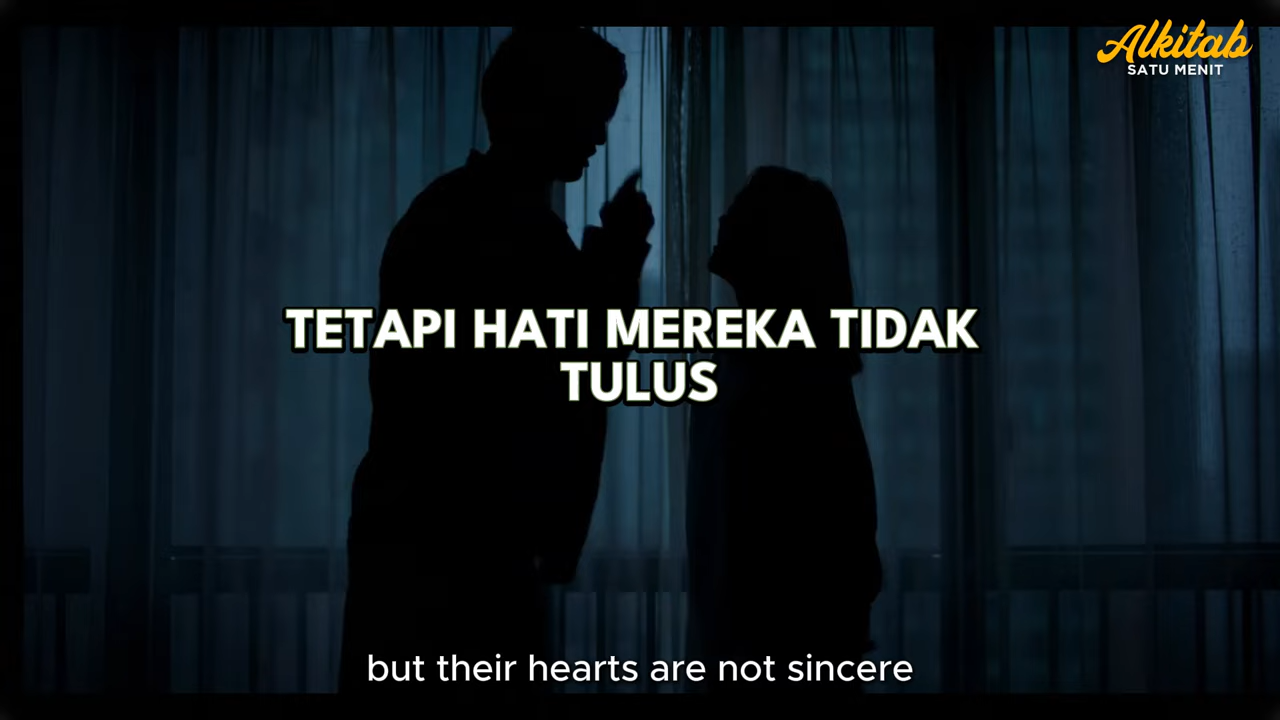 Alkitab
SATU MENIT
TETAPI HATI MEREKA TIDAK
TULUS
but their hearts are not sincere